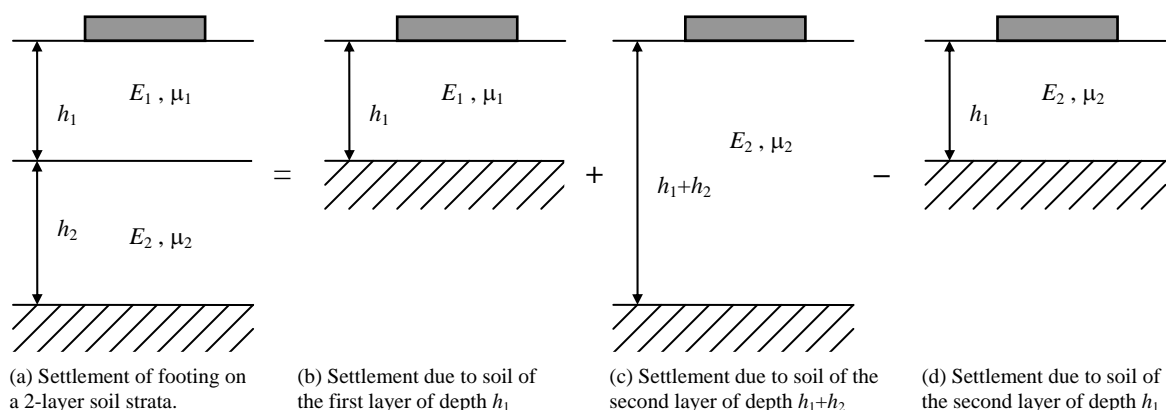 E1 , μ1
h1
h2
E2 , μ2
=
E1 , μ1
h1
+
E2 , μ2
h1+h2
−
E2 , μ2
h1
(a) Settlement of footing on
a 2-layer soil strata.
(b) Settlement due to soil of
the first layer of depth h1
(c) Settlement due to soil of the
second layer of depth h1+h2
(d) Settlement due to soil of
the second layer of depth h1